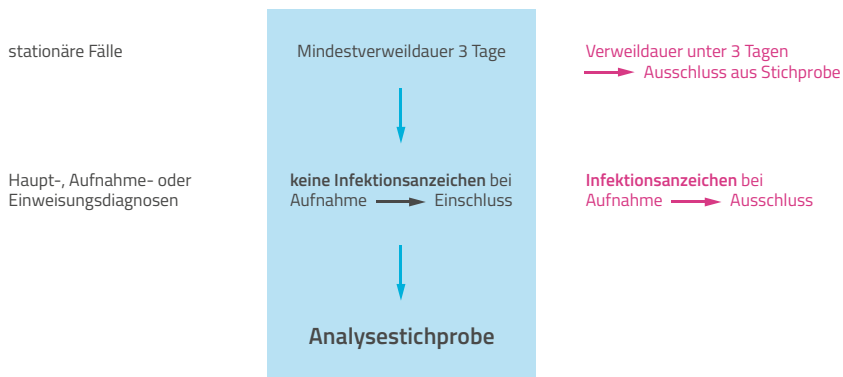 stationäre Fälle
Mindestverweildauer 3 Tage
Verweildauer unter 3 Tagen
Ausschluss aus Stichprobe
Haupt-, Aufnahme- oder
Einweisungsdiagnosen
keine Infektionsanzeichen bei
Aufnahme Einschluss
Infektionsanzeichen bei
Aufnahme Ausschluss
Analysestichprobe